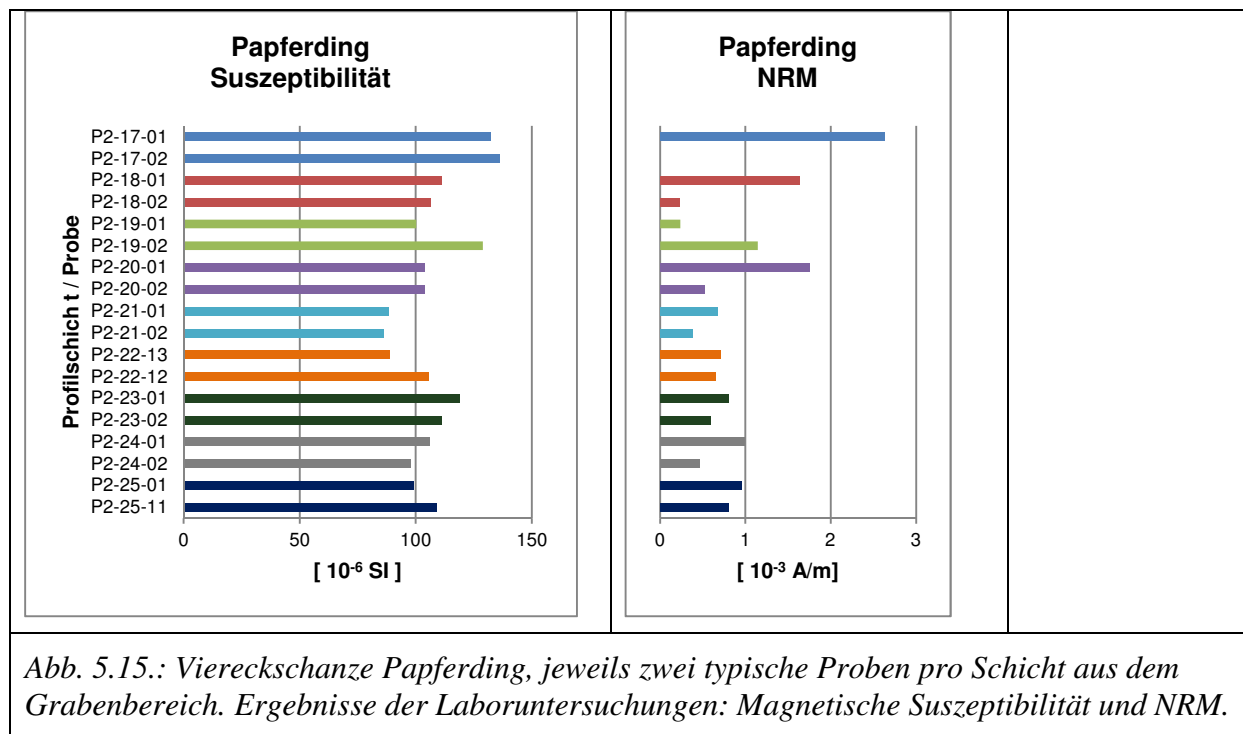 Papferding
Suszeptibilität
P2-17-01
P2-17-02
P2-18-01
P2-18-02
P2-19-01
P2-19-02
P2-20-01
P2-20-02
P2-21-01
P2-21-02
P2-22-13
P2-22-12
P2-23-01
P2-23-02
P2-24-01
P2-24-02
P2-25-01
P2-25-11
Profilschich t / Probe
0 50 100 150
[ 10-6 SI ]
Papferding
NRM
0 1 2 3
[ 10-3 A/m]
Abb. 5.15.: Viereckschanze Papferding, jeweils zwei typische Proben pro Schicht aus dem
Grabenbereich. Ergebnisse der Laboruntersuchungen: Magnetische Suszeptibilität und NRM.